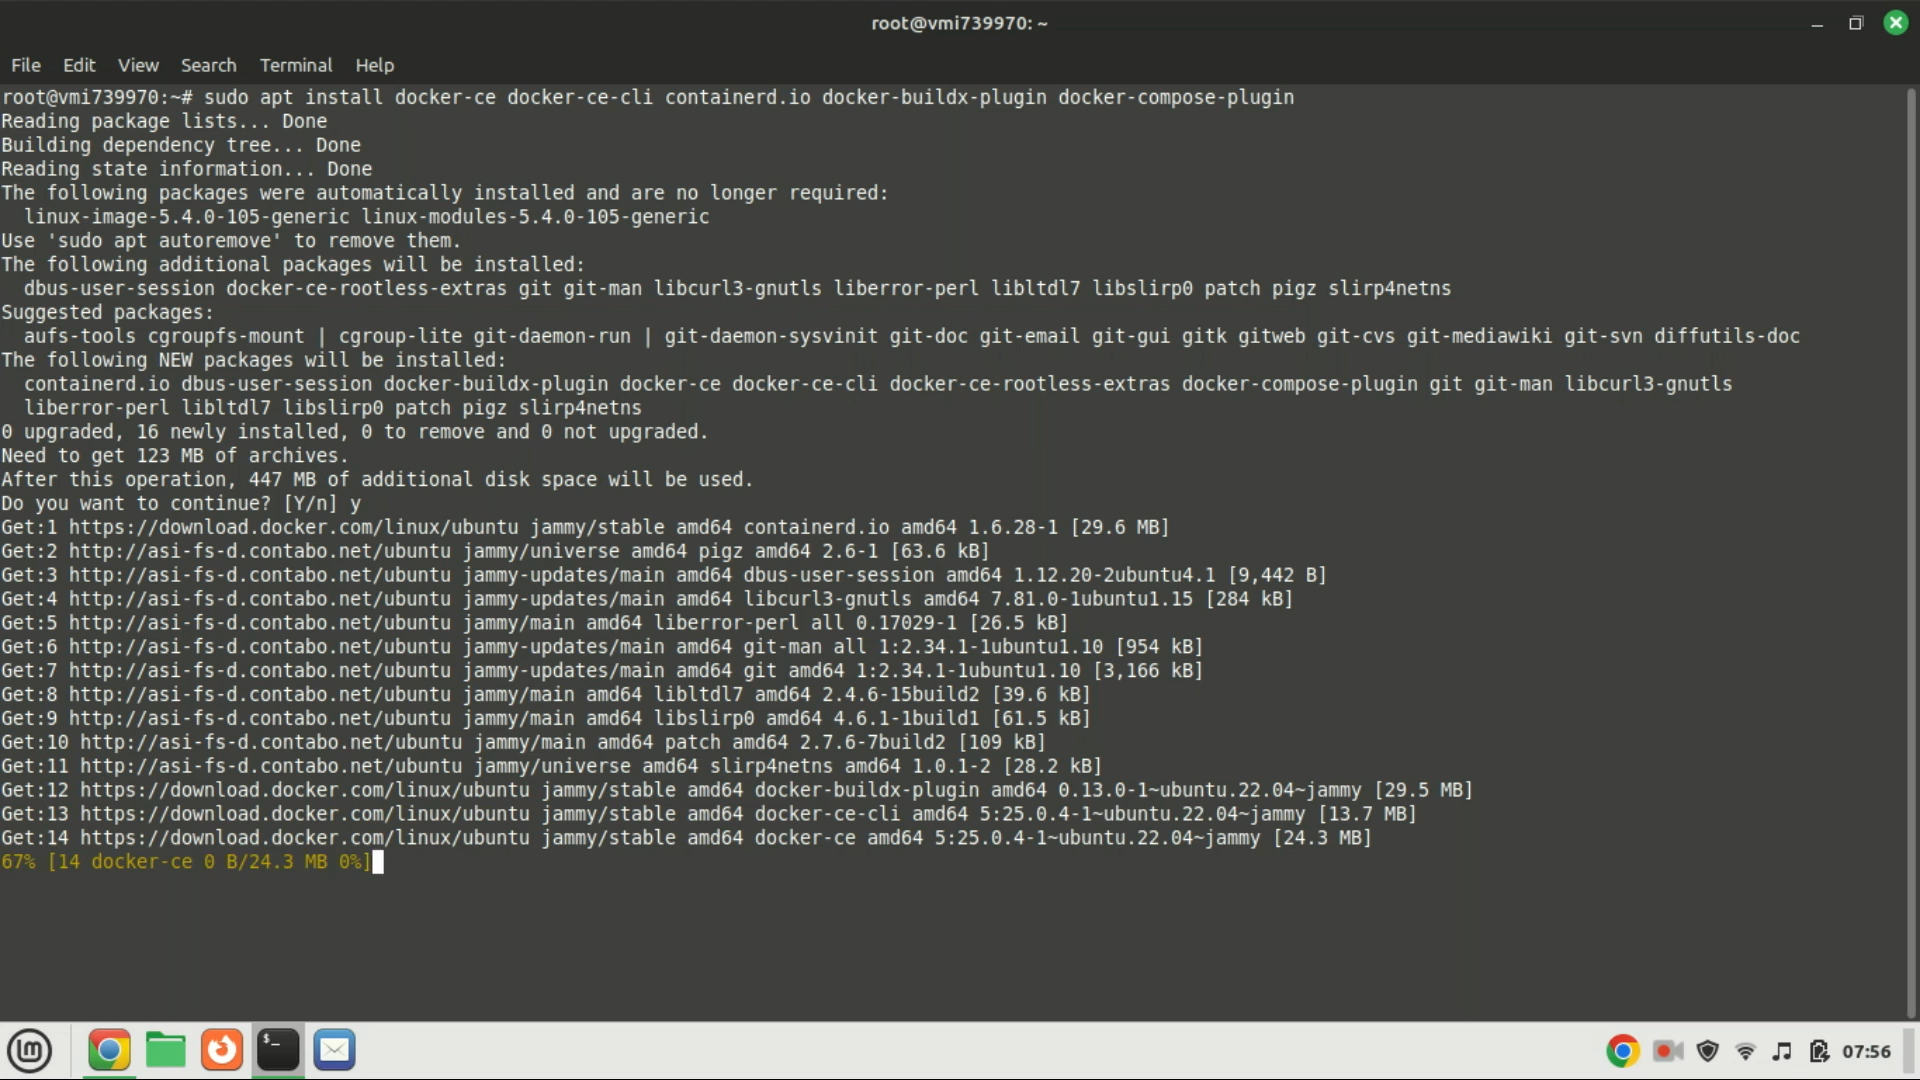 root@vmi739970: ~
File Edit View Search Terminal Help
root@vmi739970:~# sudo apt install docker-ce docker-ce-cli containerd.io docker-buildx-plugin docker-compose-plugin
Reading package lists... Done
Building dependency tree... Done
Reading state information... Done
The following packages were automatically installed and are no longer required:
  linux-image-5.4.0-105-generic linux-modules-5.4.0-105-generic
Use 'sudo apt autoremove' to remove them.
The following additional packages will be installed:
  dbus-user-session docker-ce-rootless-extras git git-man libcurl3-gnutls liberror-perl libltdl7 libslirp0 patch pigz slirp4netns
Suggested packages:
  aufs-tools cgroupfs-mount | cgroup-lite git-daemon-run | git-daemon-sysvinit git-doc git-email git-gui gitk gitweb git-cvs git-mediawiki git-svn diffutils-doc
The following NEW packages will be installed:
  containerd.io dbus-user-session docker-buildx-plugin docker-ce docker-ce-cli docker-ce-rootless-extras docker-compose-plugin git git-man libcurl3-gnutls
  liberror-perl libltdl7 libslirp0 patch pigz slirp4netns
0 upgraded, 16 newly installed, 0 to remove and 0 not upgraded.
Need to get 123 MB of archives.
After this operation, 447 MB of additional disk space will be used.
Do you want to continue? [Y/n] y
Get:1 https://download.docker.com/linux/ubuntu jammy/stable amd64 containerd.io amd64 1.6.28-1 [29.6 MB]
Get:2 http://asi-fs-d.contabo.net/ubuntu jammy/universe amd64 pigz amd64 2.6-1 [63.6 kB]
Get:3 http://asi-fs-d.contabo.net/ubuntu jammy-updates/main amd64 dbus-user-session amd64 1.12.20-2ubuntu4.1 [9,442 B]
Get:4 http://asi-fs-d.contabo.net/ubuntu jammy-updates/main amd64 libcurl3-gnutls amd64 7.81.0-1ubuntu1.15 [284 kB]
Get:5 http://asi-fs-d.contabo.net/ubuntu jammy/main amd64 liberror-perl all 0.17029-1 [26.5 kB]
Get:6 http://asi-fs-d.contabo.net/ubuntu jammy-updates/main amd64 git-man all 1:2.34.1-1ubuntu1.10 [954 kB]
Get:7 http://asi-fs-d.contabo.net/ubuntu jammy-updates/main amd64 git amd64 1:2.34.1-1ubuntu1.10 [3,166 kB]
Get:8 http://asi-fs-d.contabo.net/ubuntu jammy/main amd64 libltdl7 amd64 2.4.6-15build2 [39.6 kB]
Get:9 http://asi-fs-d.contabo.net/ubuntu jammy/main amd64 libslirp0 amd64 4.6.1-1build1 [61.5 kB]
Get:10 http://asi-fs-d.contabo.net/ubuntu jammy/main amd64 patch amd64 2.7.6-7build2 [109 kB]
Get:11 http://asi-fs-d.contabo.net/ubuntu jammy/universe amd64 slirp4netns amd64 1.0.1-2 [28.2 kB]
Get:12 https://download.docker.com/linux/ubuntu jammy/stable amd64 docker-buildx-plugin amd64 0.13.0-1~ubuntu.22.04~jammy [29.5 MB]
Get:13 https://download.docker.com/linux/ubuntu jammy/stable amd64 docker-ce-cli amd64 5:25.0.4-1~ubuntu.22.04~jammy [13.7 MB]
Get:14 https://download.docker.com/linux/ubuntu jammy/stable amd64 docker-ce amd64 5:25.0.4-1~ubuntu.22.04~jammy [24.3 MB]
67% [14 docker-ce 0 B/24.3 MB 0%]
$_
07:56